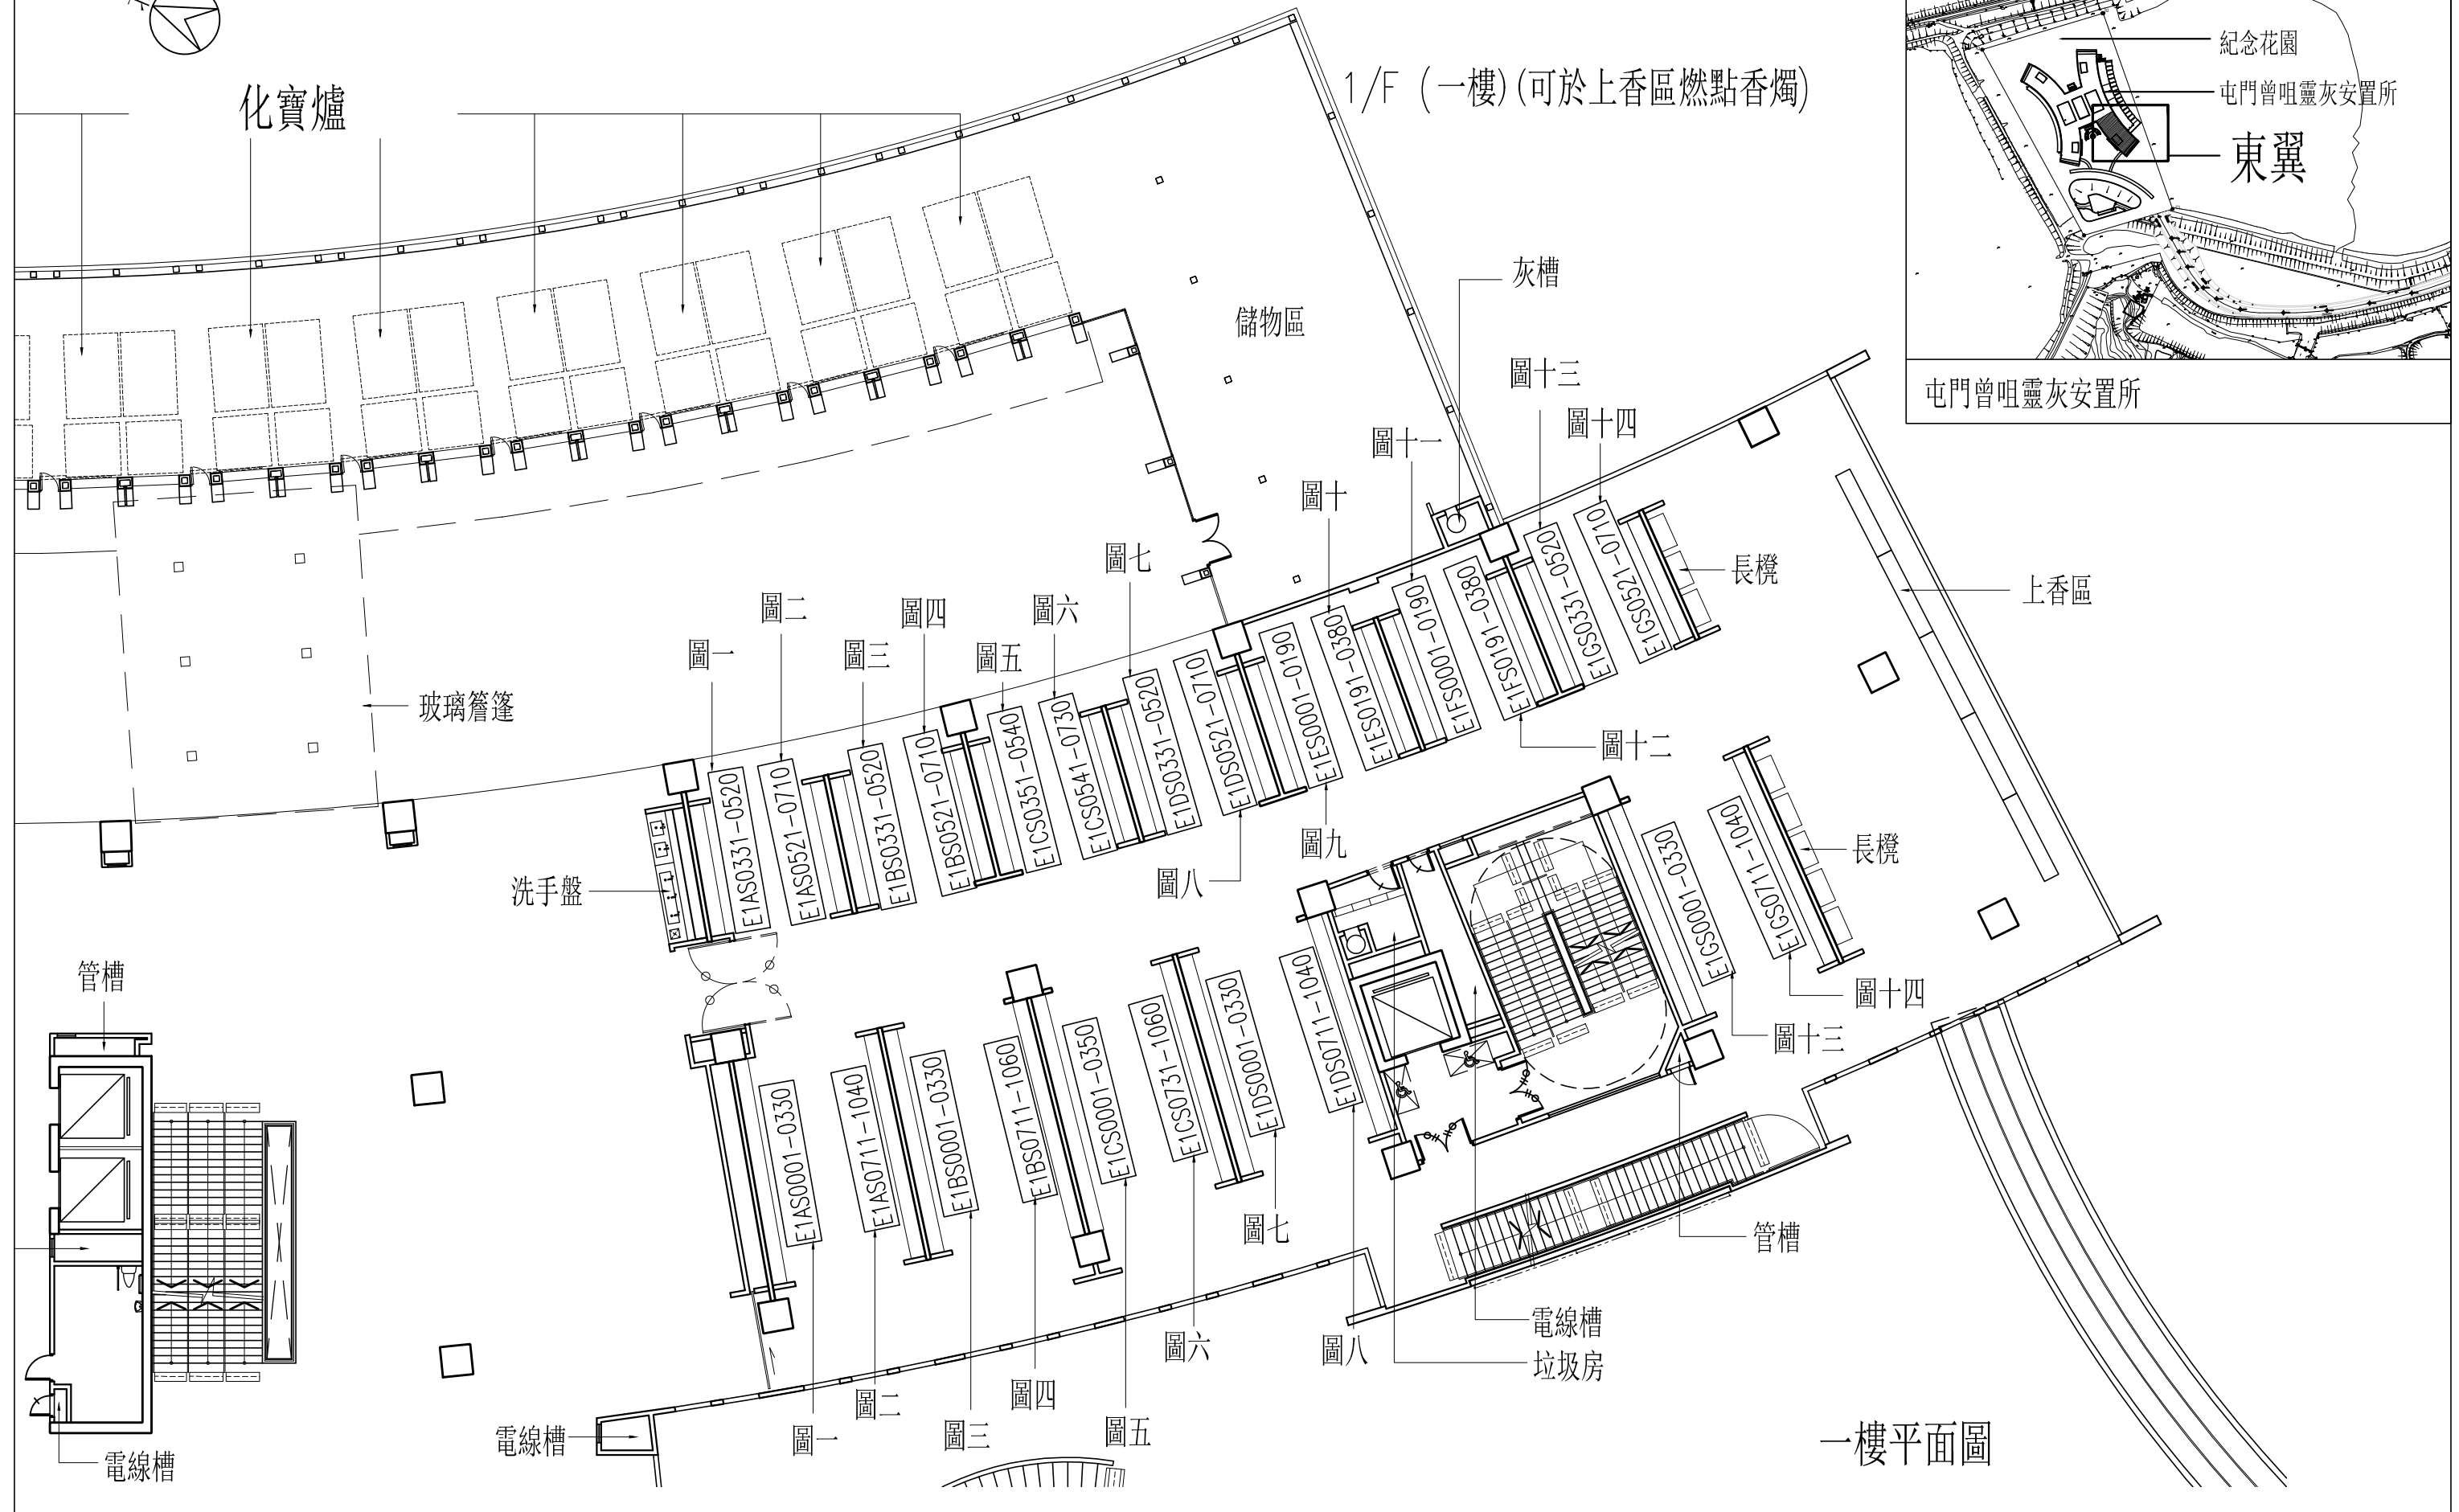 1/F (一樓)(可於上香區燃點香燭)
紀念花園
屯門曾咀靈灰安置所
東翼
屯門曾咀靈灰安置所
化寶爐
儲物區
灰槽
圖十三
圖十四
圖十一
圖十
圖七
圖二
圖四
圖六
圖一
圖三
圖五
長櫈
上香區
玻璃簷篷
E1AS0331-0520
E1AS0521-0710
E1BS0331-0520
E1BS0521-0710
E1CS0351-0540
E1CS0541-0730
E1DS0331-0520
E1DS0521-0710
E1ES0001-0190
E1ES0191-0380
E1FS0001-0190
E1FS0191-0380
E1GS0331-0520
E1GS0521-0710
圖十二
圖九
圖八
洗手盤
長櫈
管槽
E1AS0001-0330
E1AS0711-1040
E1BS0001-0330
E1BS0711-1060
E1CS0001-0350
E1CS0731-1060
E1DS0001-0330
E1DS0711-1040
E1GS0001-0330
E1GS0711-1040
圖十四
圖十三
圖七
管槽
圖六
圖八
電線槽
垃圾房
圖四
圖二
圖五
圖三
圖一
電線槽
電線槽
一樓平面圖